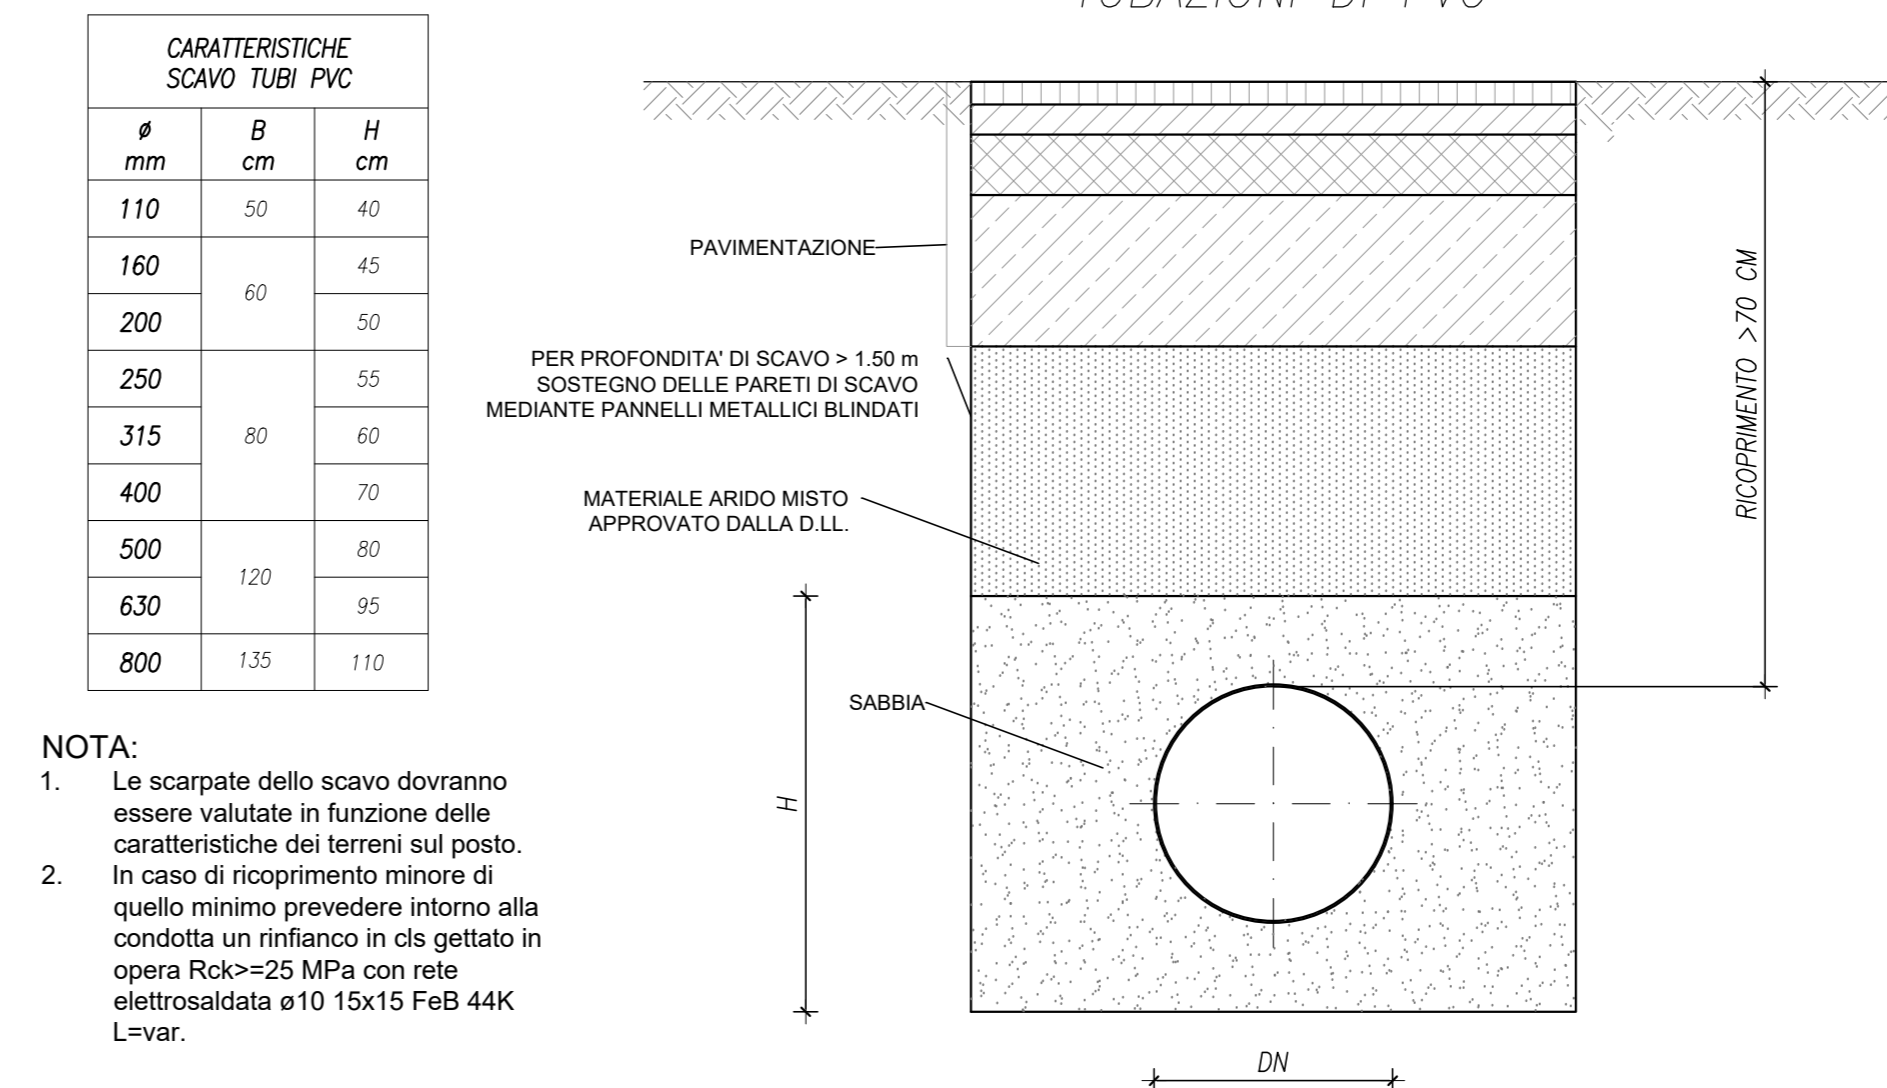 TUBAZIONI DI PVC
CARATTERISTICHE
SCAVO TUBI PVC
ø B H
mm cm cm
110 50 40
160 60 45
200 50
250 80 55
315 60
400 70
500 120 80
630 95
800 135 110
NOTA:
1. Le scarpate dello scavo dovranno
essere valutate in funzione delle
caratteristiche dei terreni sul posto.
2. In caso di ricoprimento minore di
quello minimo prevedere intorno alla
condotta un rinfianco in cls gettato in
opera Rck>=25 MPa con rete
elettrosaldata ø10 15x15 FeB 44K
L=var.
PAVIMENTAZIONE
PER PROFONDITA' DI SCAVO > 1.50 m
SOSTEGNO DELLE PARETI DI SCAVO
MEDIANTE PANNELLI METALLICI BLINDATI
MATERIALE ARIDO MISTO
APPROVATO DALLA D.LL.
SABBIA
H
RICOPRIMENTO >70 CM
DN